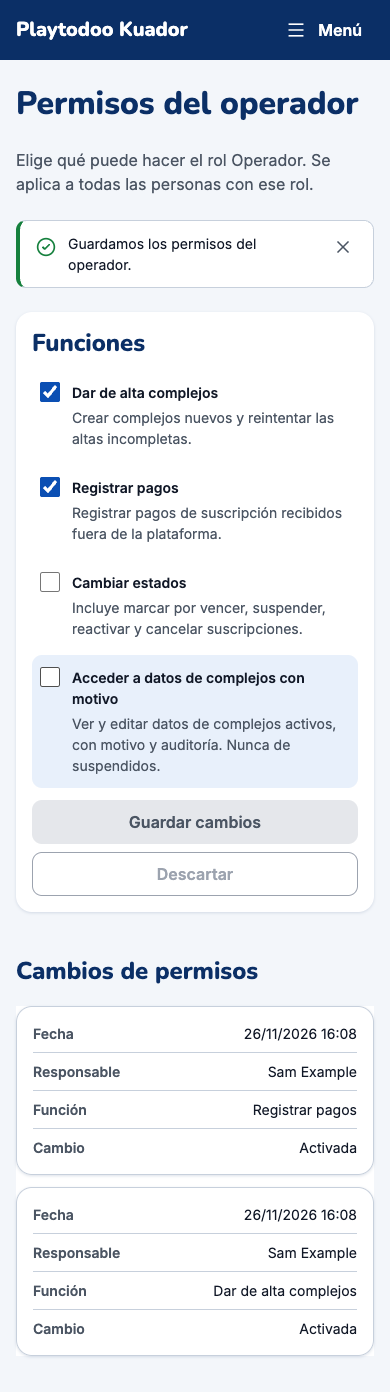 Playtodoo Kuador
Menú
Permisos del operador
Elige qué puede hacer el rol Operador. Se
aplica a todas las personas con ese rol.
Guardamos los permisos del
operador.
Funciones
Dar de alta complejos
Crear complejos nuevos y reintentar las
altas incompletas.
Registrar pagos
Registrar pagos de suscripción recibidos
fuera de la plataforma.
Cambiar estados
Incluye marcar por vencer, suspender,
reactivar y cancelar suscripciones.
Acceder a datos de complejos con
motivo
Ver y editar datos de complejos activos,
con motivo y auditoría. Nunca de
suspendidos.
Guardar cambios
Descartar
Cambios de permisos
Fecha 26/11/2026 16:08
Responsable Sam Example
Función Registrar pagos
Cambio Activada
Fecha 26/11/2026 16:08
Responsable Sam Example
Función Dar de alta complejos
Cambio Activada